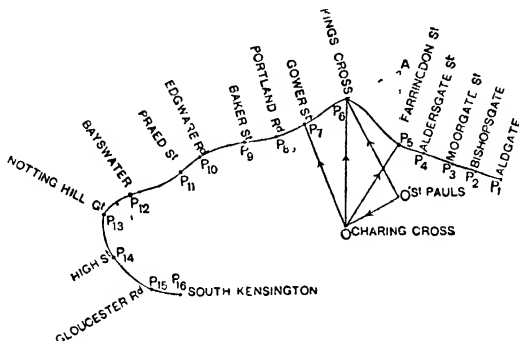 KINGS CROSS
A
FARRINGDON St
ALDERSGATE St
MOORGATE St
BISHOPSGATE
ALDGATE
GOWER St
PORTLAND Rd
BAKER St
EDGWARE Rd
PRAED St
BAYSWATER
NOTTING HILL Gt
HIGH St
GLOUCESTER Rd
SOUTH KENSINGTON
St PAULS
CHARING CROSS
P1
P2
P3
P4
P5
P6
P7
P8
P9
P10
P11
P12
P13
P14
P15
P16